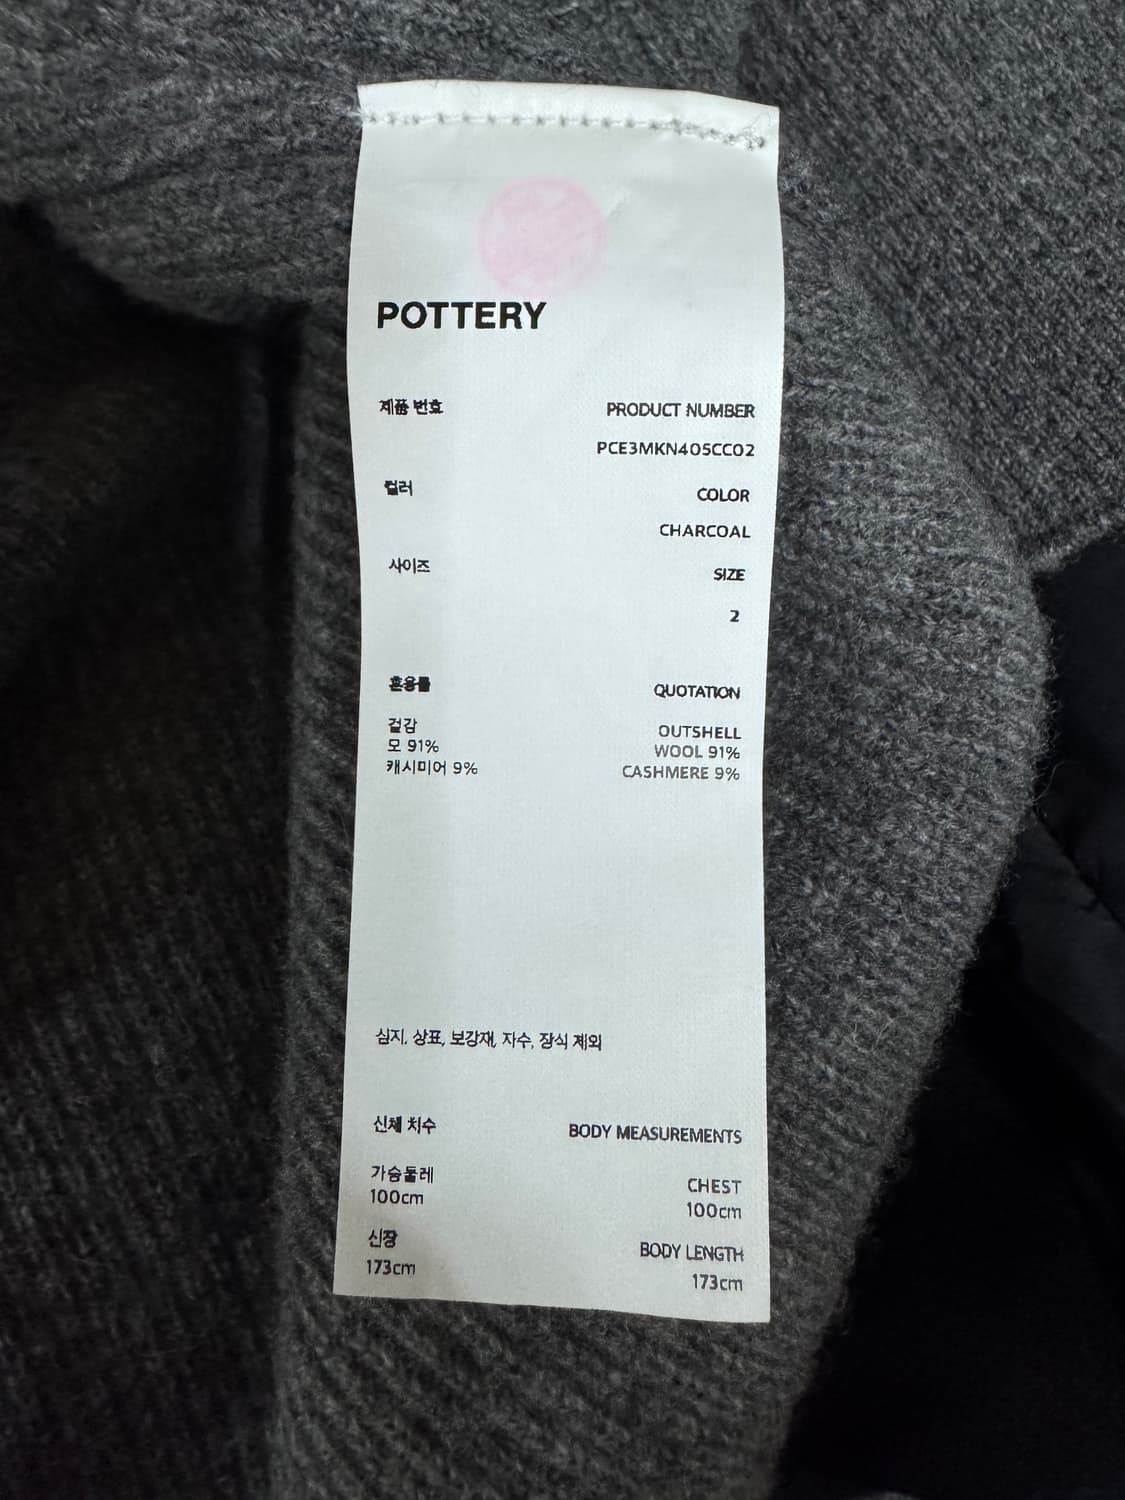 POTTERY
제품 번호 PRODUCT NUMBER
PCE3MKN405CC02
컬러 COLOR
CHARCOAL
사이즈 SIZE
2
혼용률 QUOTATION
겉감 OUTSHELL
모 91% WOOL 91%
캐시미어 9% CASHMERE 9%
심지, 상표, 보강재, 자수, 장식 제외
신체 치수 BODY MEASUREMENTS
가슴둘레 CHEST
100cm 100cm
신장 BODY LENGTH
173cm 173cm